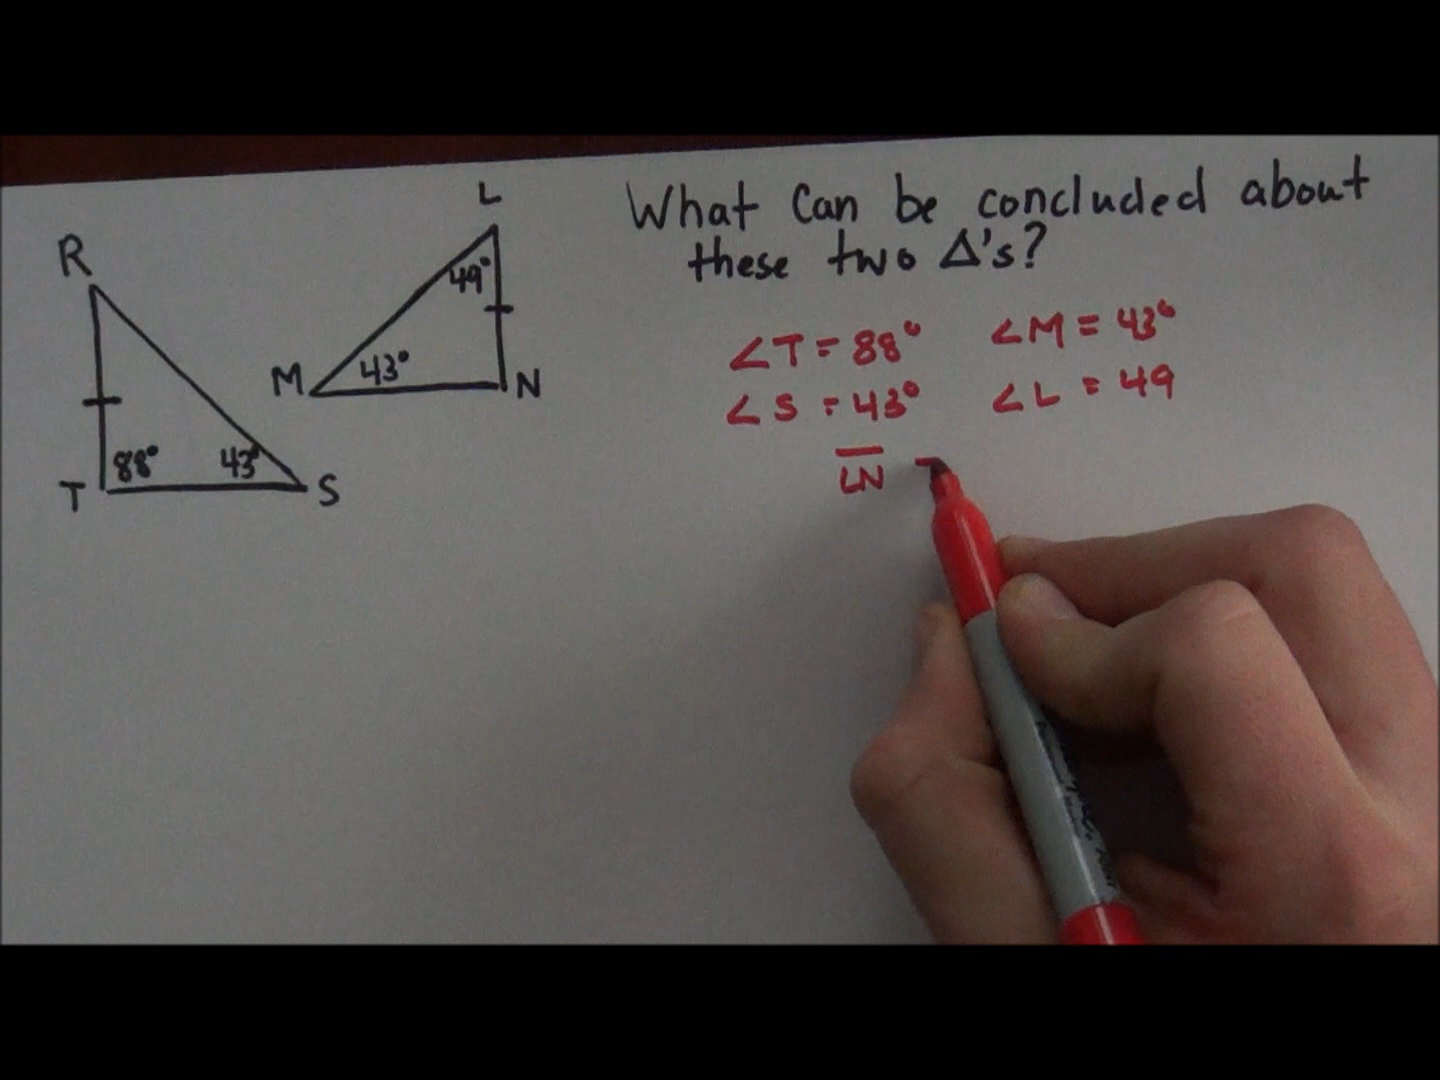 What can be concluded about
these two Δ's?
R
T
S
88°
43°
L
M
N
49°
43°
∠T = 88° ∠M = 43°
∠S = 43° ∠L = 49
LN